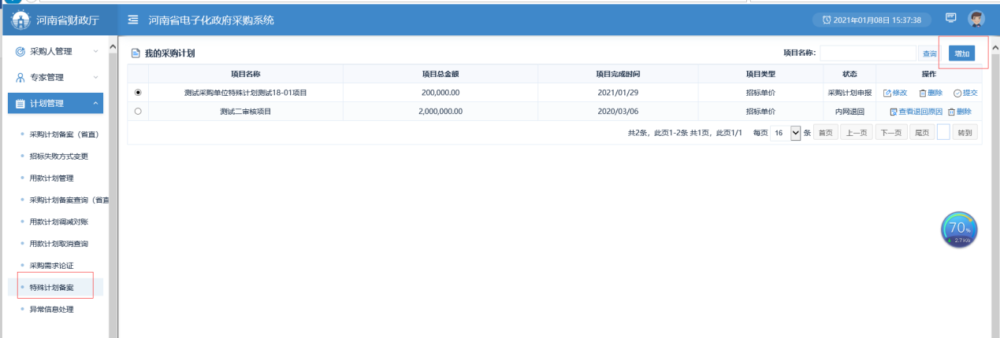 河南省财政厅
河南省电子化政府采购系统
2021年01月08日 15:37:38
采购人管理
专家管理
计划管理
采购计划备案（省直）
招标失败方式变更
用款计划管理
采购计划备案查询（省直
用款计划调减对账
用款计划取消查询
采购需求论证
特殊计划备案
异常信息处理
我的采购计划
项目名称: 查询 增加
项目名称 项目总金额 项目完成时间 项目类型 状态 操作
测试采购单位特殊计划测试18-01项目 200,000.00 2021/01/29 招标单价 采购计划申报 修改 删除 提交
测试二审核项目 2,000,000.00 2020/03/06 招标单价 内网退回 查看退回原因 删除
共2条，此页1-2条 共1页，此页1/1 每页 16 条 首页 上一页 下一页 尾页 转到
70%
2.7K/s